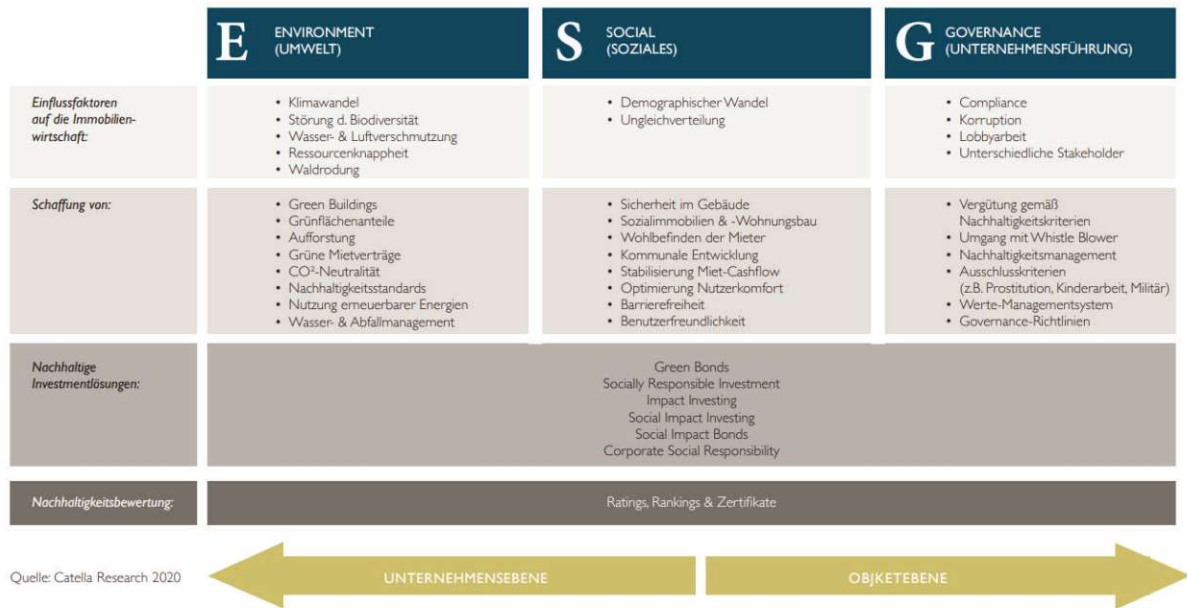 E
ENVIRONMENT
(UMWELT)
S
SOCIAL
(SOZIALES)
G
GOVERNANCE
(UNTERNEHMENSFÜHRUNG)
Einflussfaktoren
auf die Immobilien-
wirtschaft:
• Klimawandel
• Störung d. Biodiversität
• Wasser- & Luftverschmutzung
• Ressourcenknappheit
• Waldrodung
• Demographischer Wandel
• Ungleichverteilung
• Compliance
• Korruption
• Lobbyarbeit
• Unterschiedliche Stakeholder
Schaffung von:
• Green Buildings
• Grünflächenanteile
• Aufforstung
• Grüne Mietverträge
• CO²-Neutralität
• Nachhaltigkeitsstandards
• Nutzung erneuerbarer Energien
• Wasser- & Abfallmanagement
• Sicherheit im Gebäude
• Sozialimmobilien & -Wohnungsbau
• Wohlbefinden der Mieter
• Kommunale Entwicklung
• Stabilisierung Miet-Cashflow
• Optimierung Nutzerkomfort
• Barrierefreiheit
• Benutzerfreundlichkeit
• Vergütung gemäß
Nachhaltigkeitskriterien
• Umgang mit Whistle Blower
• Nachhaltigkeitsmanagement
• Ausschlusskriterien
(z.B. Prostitution, Kinderarbeit, Militär)
• Werte-Managementsystem
• Governance-Richtlinien
Nachhaltige
Investmentlösungen:
Green Bonds
Socially Responsible Investment
Impact Investing
Social Impact Investing
Social Impact Bonds
Corporate Social Responsibility
Nachhaltigkeitsbewertung:
Ratings, Rankings & Zertifikate
Quelle: Catella Research 2020
UNTERNEHMENSEBENE
OBJKETEBENE